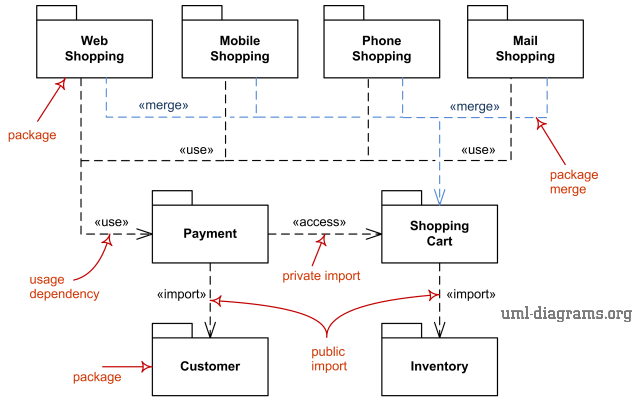 Web
Shopping
Mobile
Shopping
Phone
Shopping
Mail
Shopping
«merge»
«merge»
package
«use»
«use»
package
merge
«use»
Payment
«access»
Shopping
Cart
usage
dependency
private import
«import»
«import»
uml-diagrams.org
public
import
package
Customer
Inventory